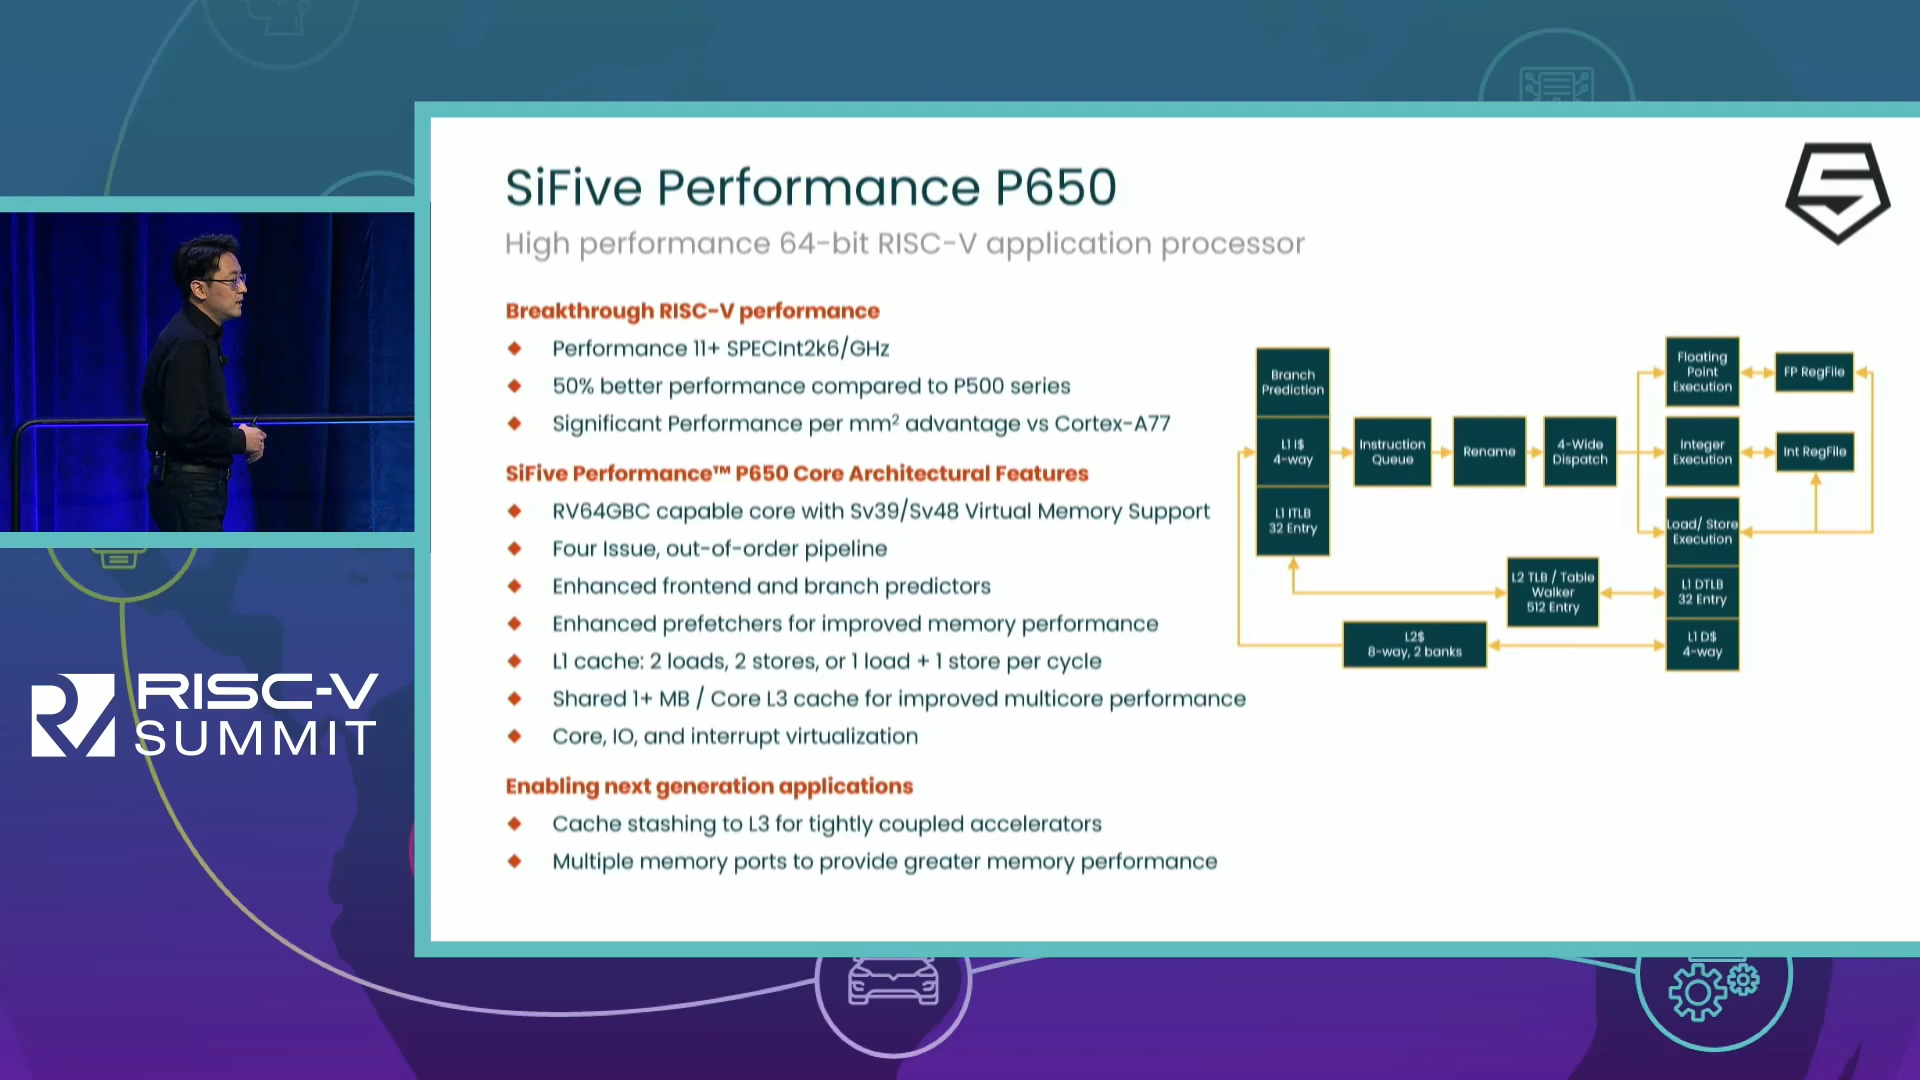 SiFive Performance P650
High performance 64-bit RISC-V application processor
Breakthrough RISC-V performance
Performance 11+ SPECInt2k6/GHz
50% better performance compared to P500 series
Significant Performance per mm² advantage vs Cortex-A77
SiFive Performance™ P650 Core Architectural Features
RV64GBC capable core with Sv39/Sv48 Virtual Memory Support
Four Issue, out-of-order pipeline
Enhanced frontend and branch predictors
Enhanced prefetchers for improved memory performance
L1 cache: 2 loads, 2 stores, or 1 load + 1 store per cycle
Shared 1+ MB / Core L3 cache for improved multicore performance
Core, IO, and interrupt virtualization
Enabling next generation applications
Cache stashing to L3 for tightly coupled accelerators
Multiple memory ports to provide greater memory performance
Branch
Prediction
L1 I$
4-way
L1 ITLB
32 Entry
Instruction
Queue
Rename
4-Wide
Dispatch
Floating
Point
Execution
FP RegFile
Integer
Execution
Int RegFile
Load/ Store
Execution
L1 DTLB
32 Entry
L1 D$
4-way
L2 TLB / Table
Walker
512 Entry
L2$
8-way, 2 banks
RISC-V
SUMMIT